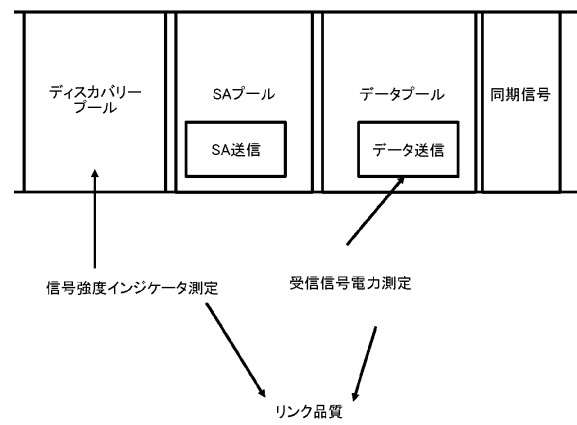 ディスカバリー
プール
SAプール
SA送信
データプール
データ送信
同期信号
信号強度インジケータ測定
受信信号電力測定
リンク品質